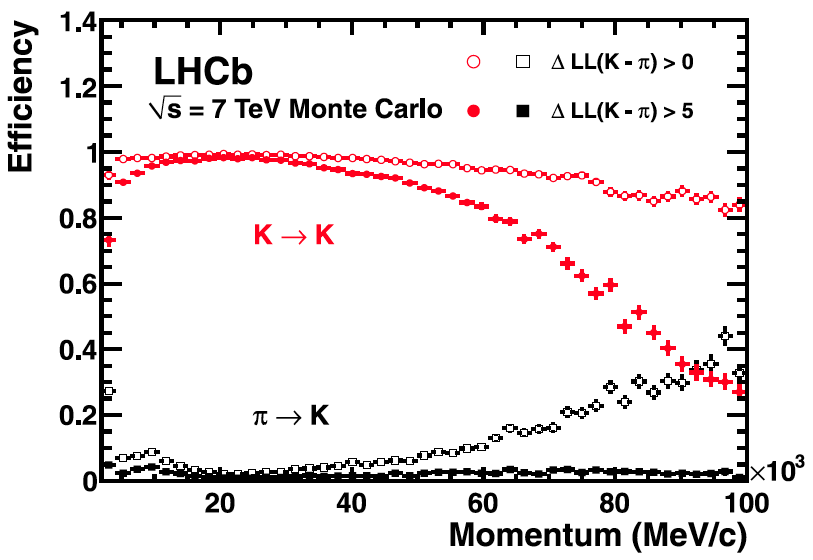 Efficiency
1.4
1.2
1
0.8
0.6
0.4
0.2
0
LHCb
√s = 7 TeV Monte Carlo
Δ LL(K - π) > 0
Δ LL(K - π) > 5
K → K
π → K
20 40 60 80 100
×10³
Momentum (MeV/c)